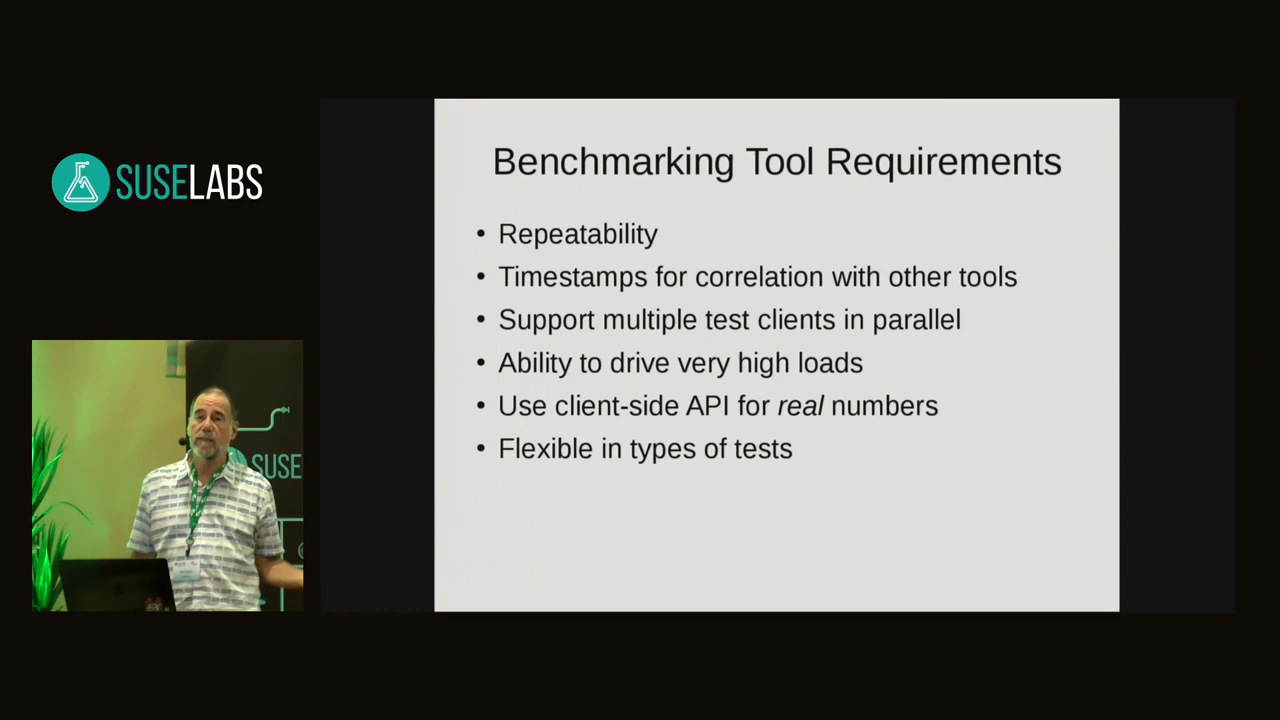 SUSELABS
Benchmarking Tool Requirements
• Repeatability
• Timestamps for correlation with other tools
• Support multiple test clients in parallel
• Ability to drive very high loads
• Use client-side API for real numbers
• Flexible in types of tests
SUSE